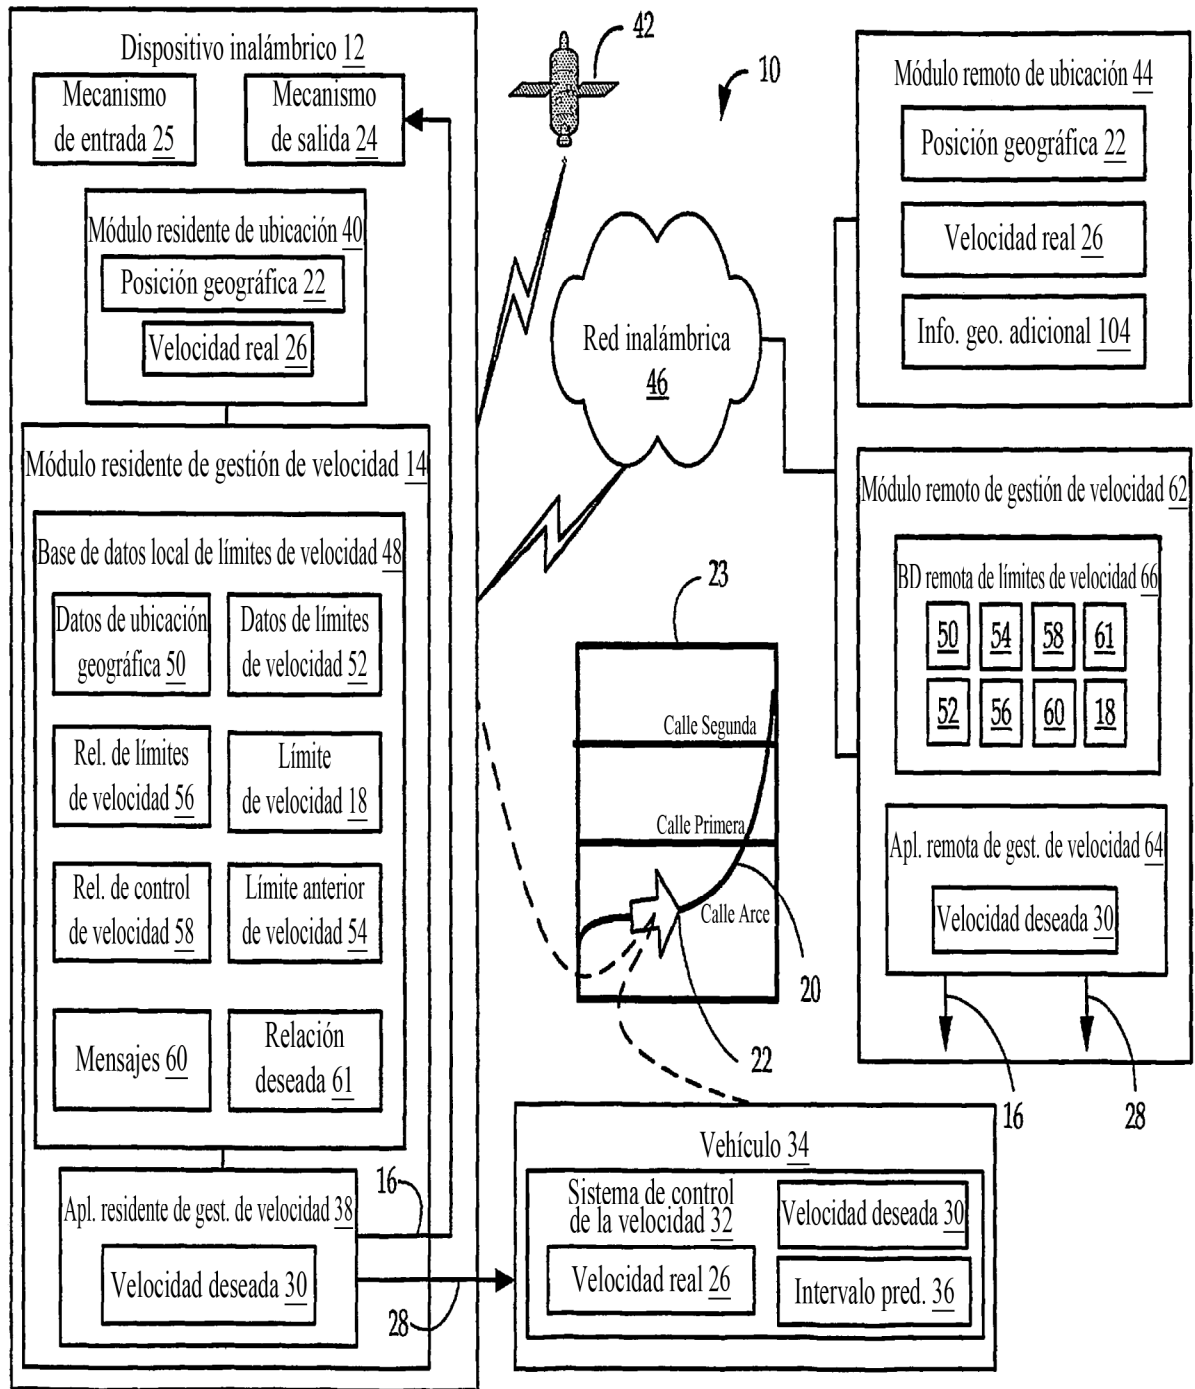 Dispositivo inalámbrico 12
Mecanismo
de entrada 25
Mecanismo
de salida 24
Módulo residente de ubicación 40
Posición geográfica 22
Velocidad real 26
Módulo residente de gestión de velocidad 14
Base de datos local de límites de velocidad 48
Datos de ubicación
geográfica 50
Datos de límites
de velocidad 52
Rel. de límites
de velocidad 56
Límite
de velocidad 18
Rel. de control
de velocidad 58
Límite anterior
de velocidad 54
Mensajes 60
Relación
deseada 61
Apl. residente de gest. de velocidad 38
Velocidad deseada 30
16
28
42
10
Red inalámbrica
46
23
Calle Segunda
Calle Primera
Calle Arce
20
22
Vehículo 34
Sistema de control
de la velocidad 32
Velocidad real 26
Velocidad deseada 30
Intervalo pred. 36
Módulo remoto de ubicación 44
Posición geográfica 22
Velocidad real 26
Info. geo. adicional 104
Módulo remoto de gestión de velocidad 62
BD remota de límites de velocidad 66
50 54 58 61
52 56 60 18
Apl. remota de gest. de velocidad 64
Velocidad deseada 30
16
28